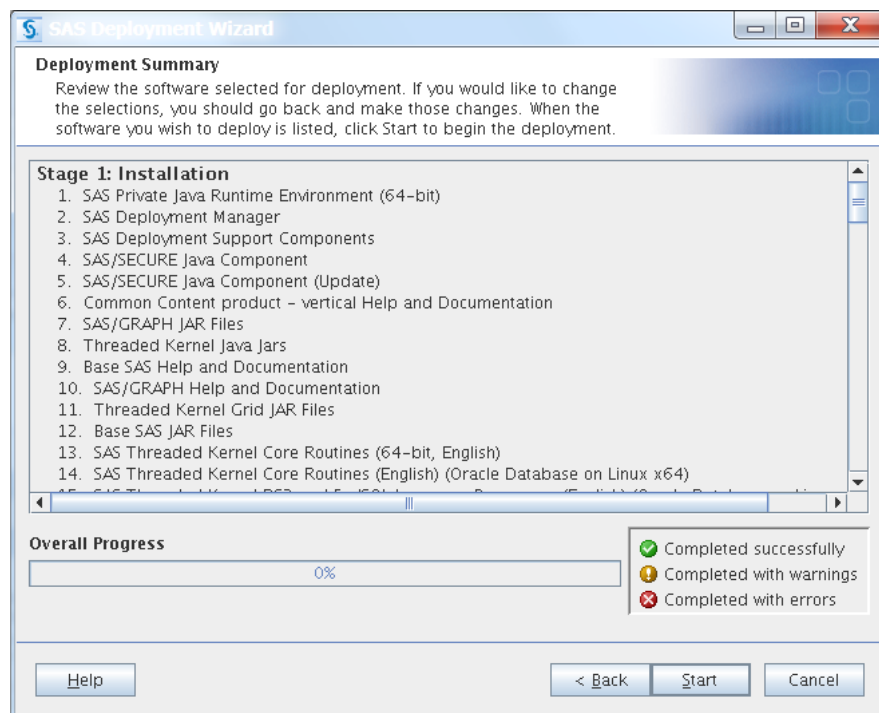 SAS Deployment Wizard
Deployment Summary
Review the software selected for deployment. If you would like to change
the selections, you should go back and make those changes. When the
software you wish to deploy is listed, click Start to begin the deployment.
Stage 1: Installation
1. SAS Private Java Runtime Environment (64-bit)
2. SAS Deployment Manager
3. SAS Deployment Support Components
4. SAS/SECURE Java Component
5. SAS/SECURE Java Component (Update)
6. Common Content product - vertical Help and Documentation
7. SAS/GRAPH JAR Files
8. Threaded Kernel Java Jars
9. Base SAS Help and Documentation
10. SAS/GRAPH Help and Documentation
11. Threaded Kernel Grid JAR Files
12. Base SAS JAR Files
13. SAS Threaded Kernel Core Routines (64-bit, English)
14. SAS Threaded Kernel Core Routines (English) (Oracle Database on Linux x64)
Overall Progress
0%
Completed successfully
Completed with warnings
Completed with errors
Help
< Back
Start
Cancel